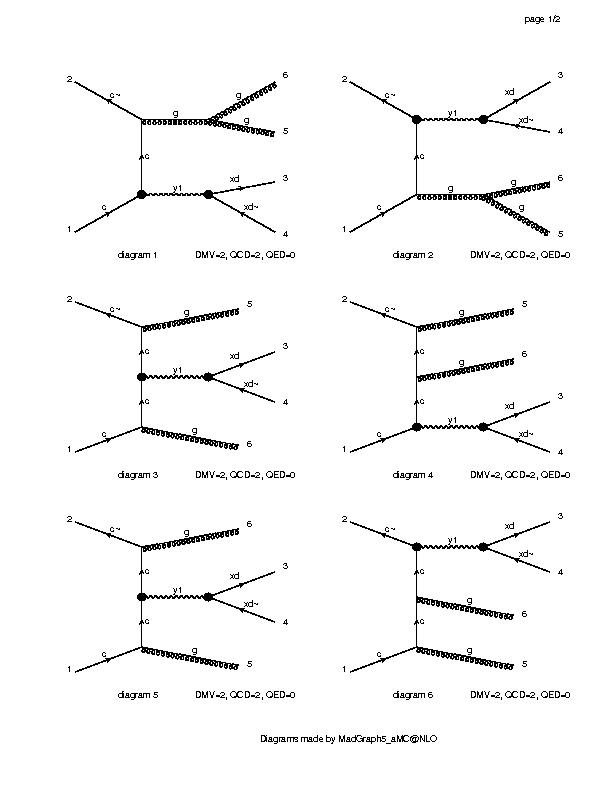 page 1/2
2
c~
g
g
g
6
5
c
c
y1
xd
xd~
3
4
1
diagram 1 DMV=2, QCD=2, QED=0
2
c~
y1
xd
xd~
3
4
c
c
g
g
g
6
5
1
diagram 2 DMV=2, QCD=2, QED=0
2
c~
g
5
c
y1
xd
xd~
3
4
c
c
g
6
1
diagram 3 DMV=2, QCD=2, QED=0
2
c~
g
5
c
g
6
c
c
y1
xd
xd~
3
4
1
diagram 4 DMV=2, QCD=2, QED=0
2
c~
g
6
c
y1
xd
xd~
3
4
c
c
g
5
1
diagram 5 DMV=2, QCD=2, QED=0
2
c~
y1
xd
xd~
3
4
c
g
6
c
c
g
5
1
diagram 6 DMV=2, QCD=2, QED=0
Diagrams made by MadGraph5_aMC@NLO